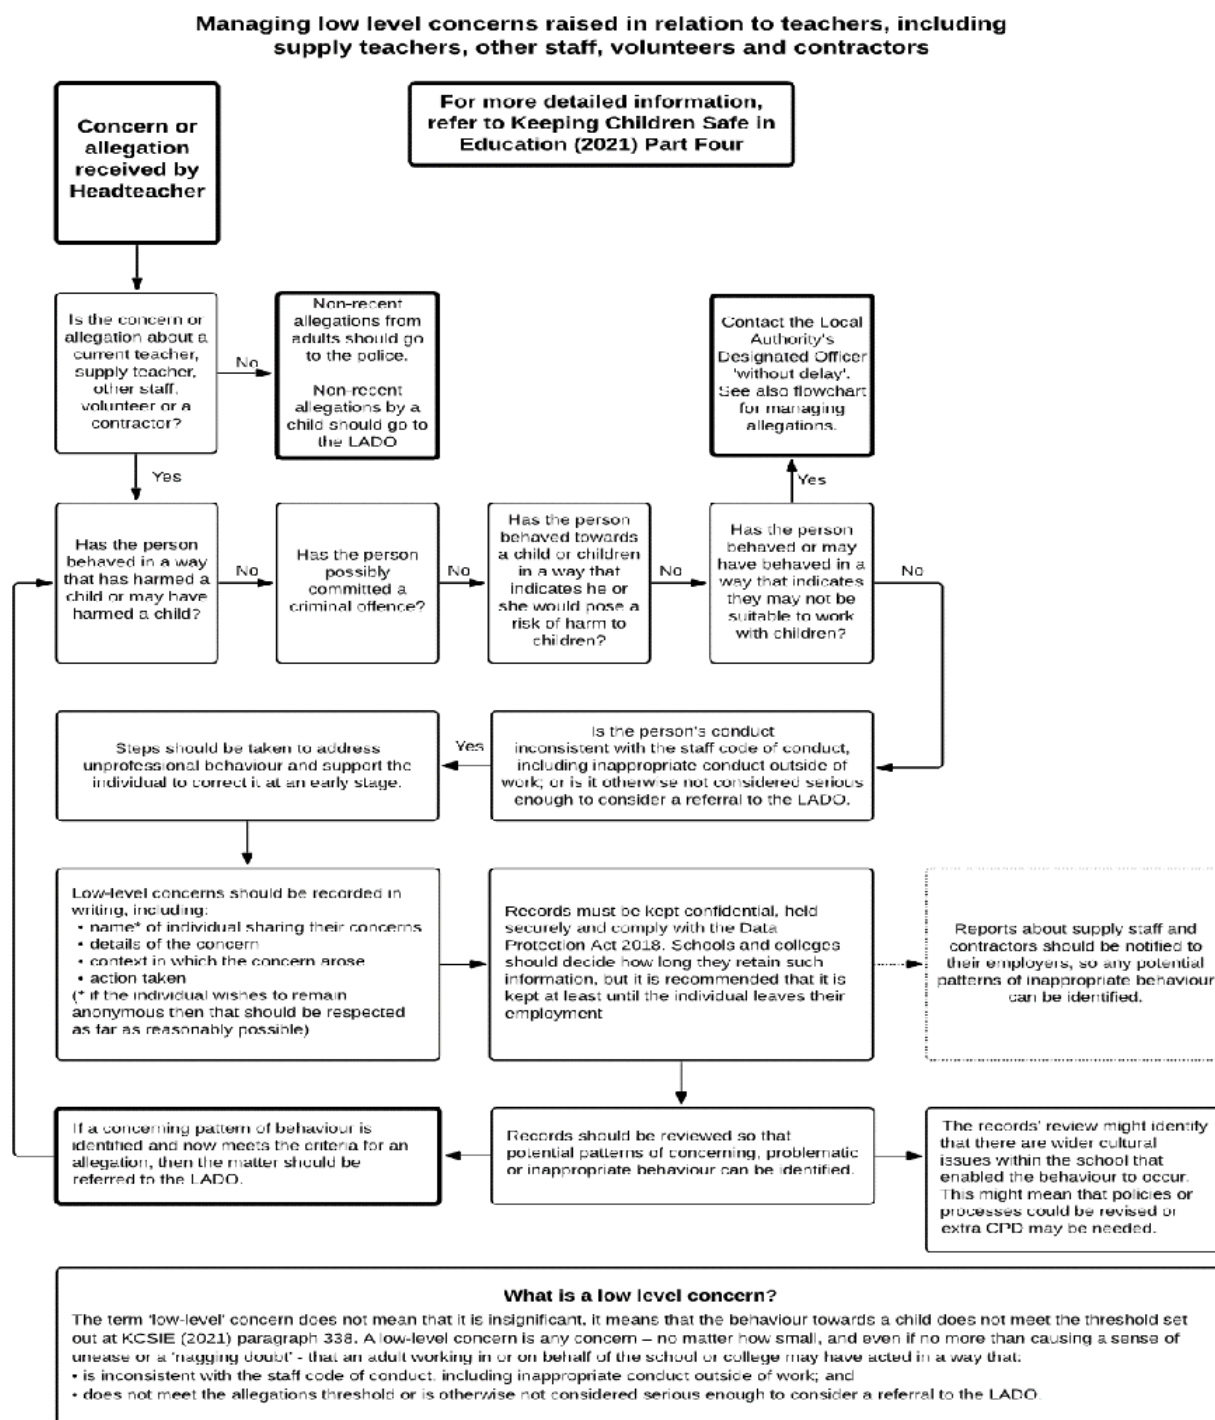 Managing low level concerns raised in relation to teachers, including
supply teachers, other staff, volunteers and contractors
Concern or
allegation
received by
Headteacher
For more detailed information,
refer to Keeping Children Safe in
Education (2021) Part Four
Is the concern or
allegation about a
current teacher,
supply teacher,
other staff,
volunteer or a
contractor?
No
Non-recent
allegations from
adults should go
to the police.
Non-recent
allegations by a
child should go to
the LADO
Contact the Local
Authority's
Designated Officer
'without delay'.
See also flowchart
for managing
allegations.
Yes
Yes
Has the person
behaved in a way
that has harmed a
child or may have
harmed a child?
No
Has the person
possibly
committed a
criminal offence?
No
Has the person
behaved towards
a child or children
in a way that
indicates he or
she would pose a
risk of harm to
children?
No
Has the person
behaved or may
have behaved in a
way that indicates
they may not be
suitable to work
with children?
No
Is the person's conduct
inconsistent with the staff code of conduct,
including inappropriate conduct outside of
work; or is it otherwise not considered serious
enough to consider a referral to the LADO.
Yes
Steps should be taken to address
unprofessional behaviour and support the
individual to correct it at an early stage.
Low-level concerns should be recorded in
writing, including:
• name* of individual sharing their concerns
• details of the concern
• context in which the concern arose
• action taken
(* if the individual wishes to remain
anonymous then that should be respected
as far as reasonably possible)
Records must be kept confidential, held
securely and comply with the Data
Protection Act 2018. Schools and colleges
should decide how long they retain such
information, but it is recommended that it is
kept at least until the individual leaves their
employment
Reports about supply staff and
contractors should be notified to
their employers, so any potential
patterns of inappropriate behaviour
can be identified.
If a concerning pattern of behaviour is
identified and now meets the criteria for an
allegation, then the matter should be
referred to the LADO.
Records should be reviewed so that
potential patterns of concerning, problematic
or inappropriate behaviour can be identified.
The records' review might identify
that there are wider cultural
issues within the school that
enabled the behaviour to occur.
This might mean that policies or
processes could be revised or
extra CPD may be needed.
What is a low level concern?
The term 'low-level' concern does not mean that it is insignificant, it means that the behaviour towards a child does not meet the threshold set
out at KCSIE (2021) paragraph 338. A low-level concern is any concern – no matter how small, and even if no more than causing a sense of
unease or a 'nagging doubt' - that an adult working in or on behalf of the school or college may have acted in a way that:
• is inconsistent with the staff code of conduct, including inappropriate conduct outside of work; and
• does not meet the allegations threshold or is otherwise not considered serious enough to consider a referral to the LADO.